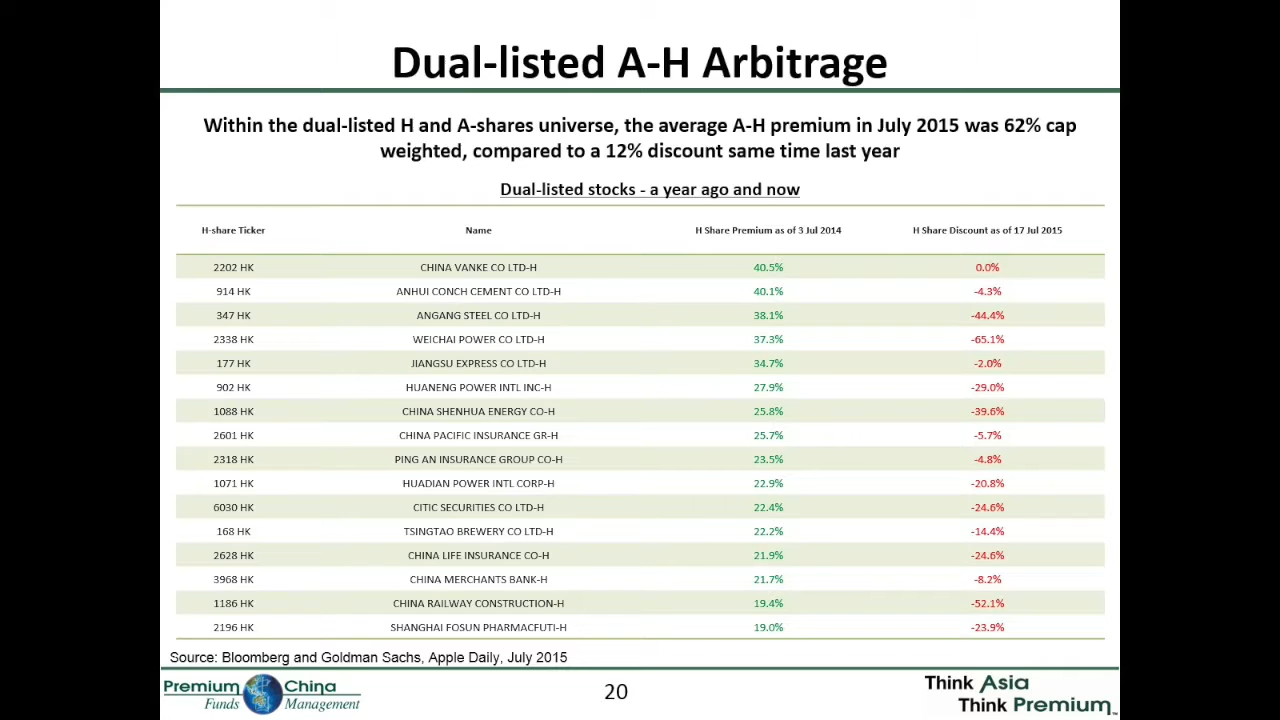 Dual-listed A-H Arbitrage
Within the dual-listed H and A-shares universe, the average A-H premium in July 2015 was 62% cap
weighted, compared to a 12% discount same time last year
Dual-listed stocks - a year ago and now
H-share Ticker Name H Share Premium as of 3 Jul 2014 H Share Discount as of 17 Jul 2015
2202 HK CHINA VANKE CO LTD-H 40.5% 0.0%
914 HK ANHUI CONCH CEMENT CO LTD-H 40.1% -4.3%
347 HK ANGANG STEEL CO LTD-H 38.1% -44.4%
2338 HK WEICHAI POWER CO LTD-H 37.3% -65.1%
177 HK JIANGSU EXPRESS CO LTD-H 34.7% -2.0%
902 HK HUANENG POWER INTL INC-H 27.9% -29.0%
1088 HK CHINA SHENHUA ENERGY CO-H 25.8% -39.6%
2601 HK CHINA PACIFIC INSURANCE GR-H 25.7% -5.7%
2318 HK PING AN INSURANCE GROUP CO-H 23.5% -4.8%
1071 HK HUADIAN POWER INTL CORP-H 22.9% -20.8%
6030 HK CITIC SECURITIES CO LTD-H 22.4% -24.6%
168 HK TSINGTAO BREWERY CO LTD-H 22.2% -14.4%
2628 HK CHINA LIFE INSURANCE CO-H 21.9% -24.6%
3968 HK CHINA MERCHANTS BANK-H 21.7% -8.2%
1186 HK CHINA RAILWAY CONSTRUCTION-H 19.4% -52.1%
2196 HK SHANGHAI FOSUN PHARMACFUTI-H 19.0% -23.9%
Source: Bloomberg and Goldman Sachs, Apple Daily, July 2015
Premium China
Funds Management
20
Think Asia
Think Premium™